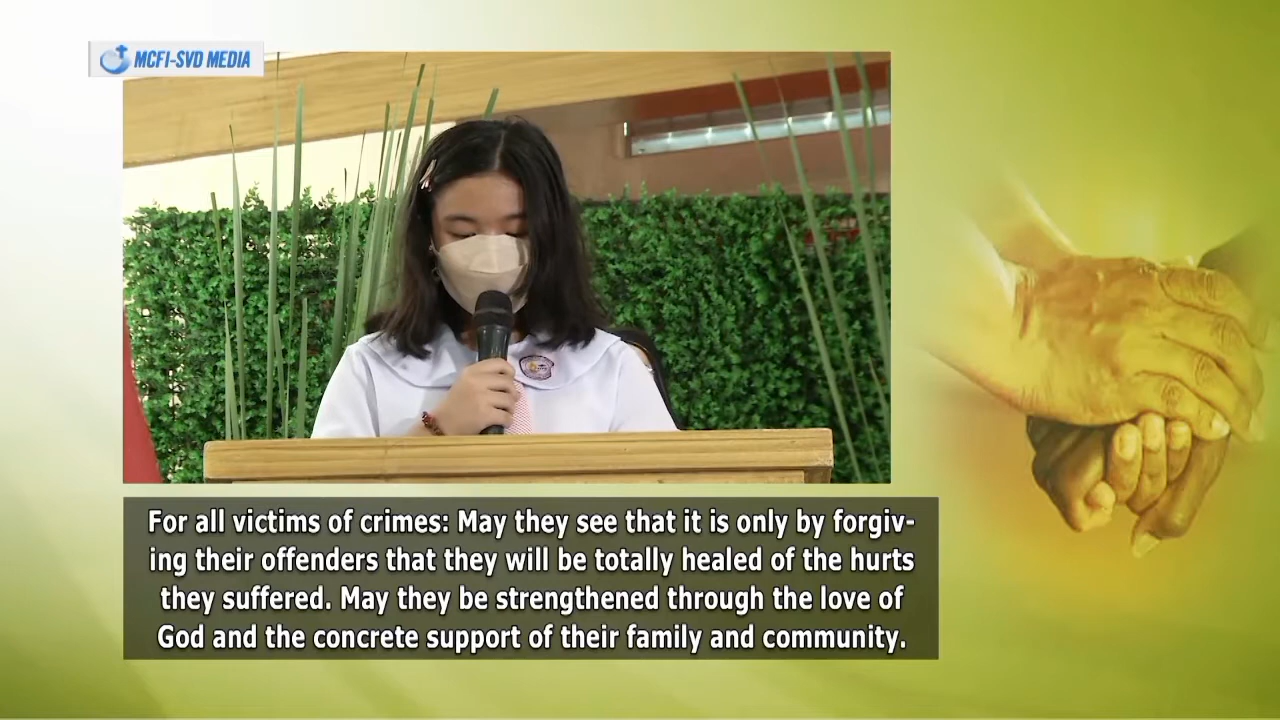 MCFI-SVD MEDIA
For all victims of crimes: May they see that it is only by forgiv-
ing their offenders that they will be totally healed of the hurts
they suffered. May they be strengthened through the love of
God and the concrete support of their family and community.